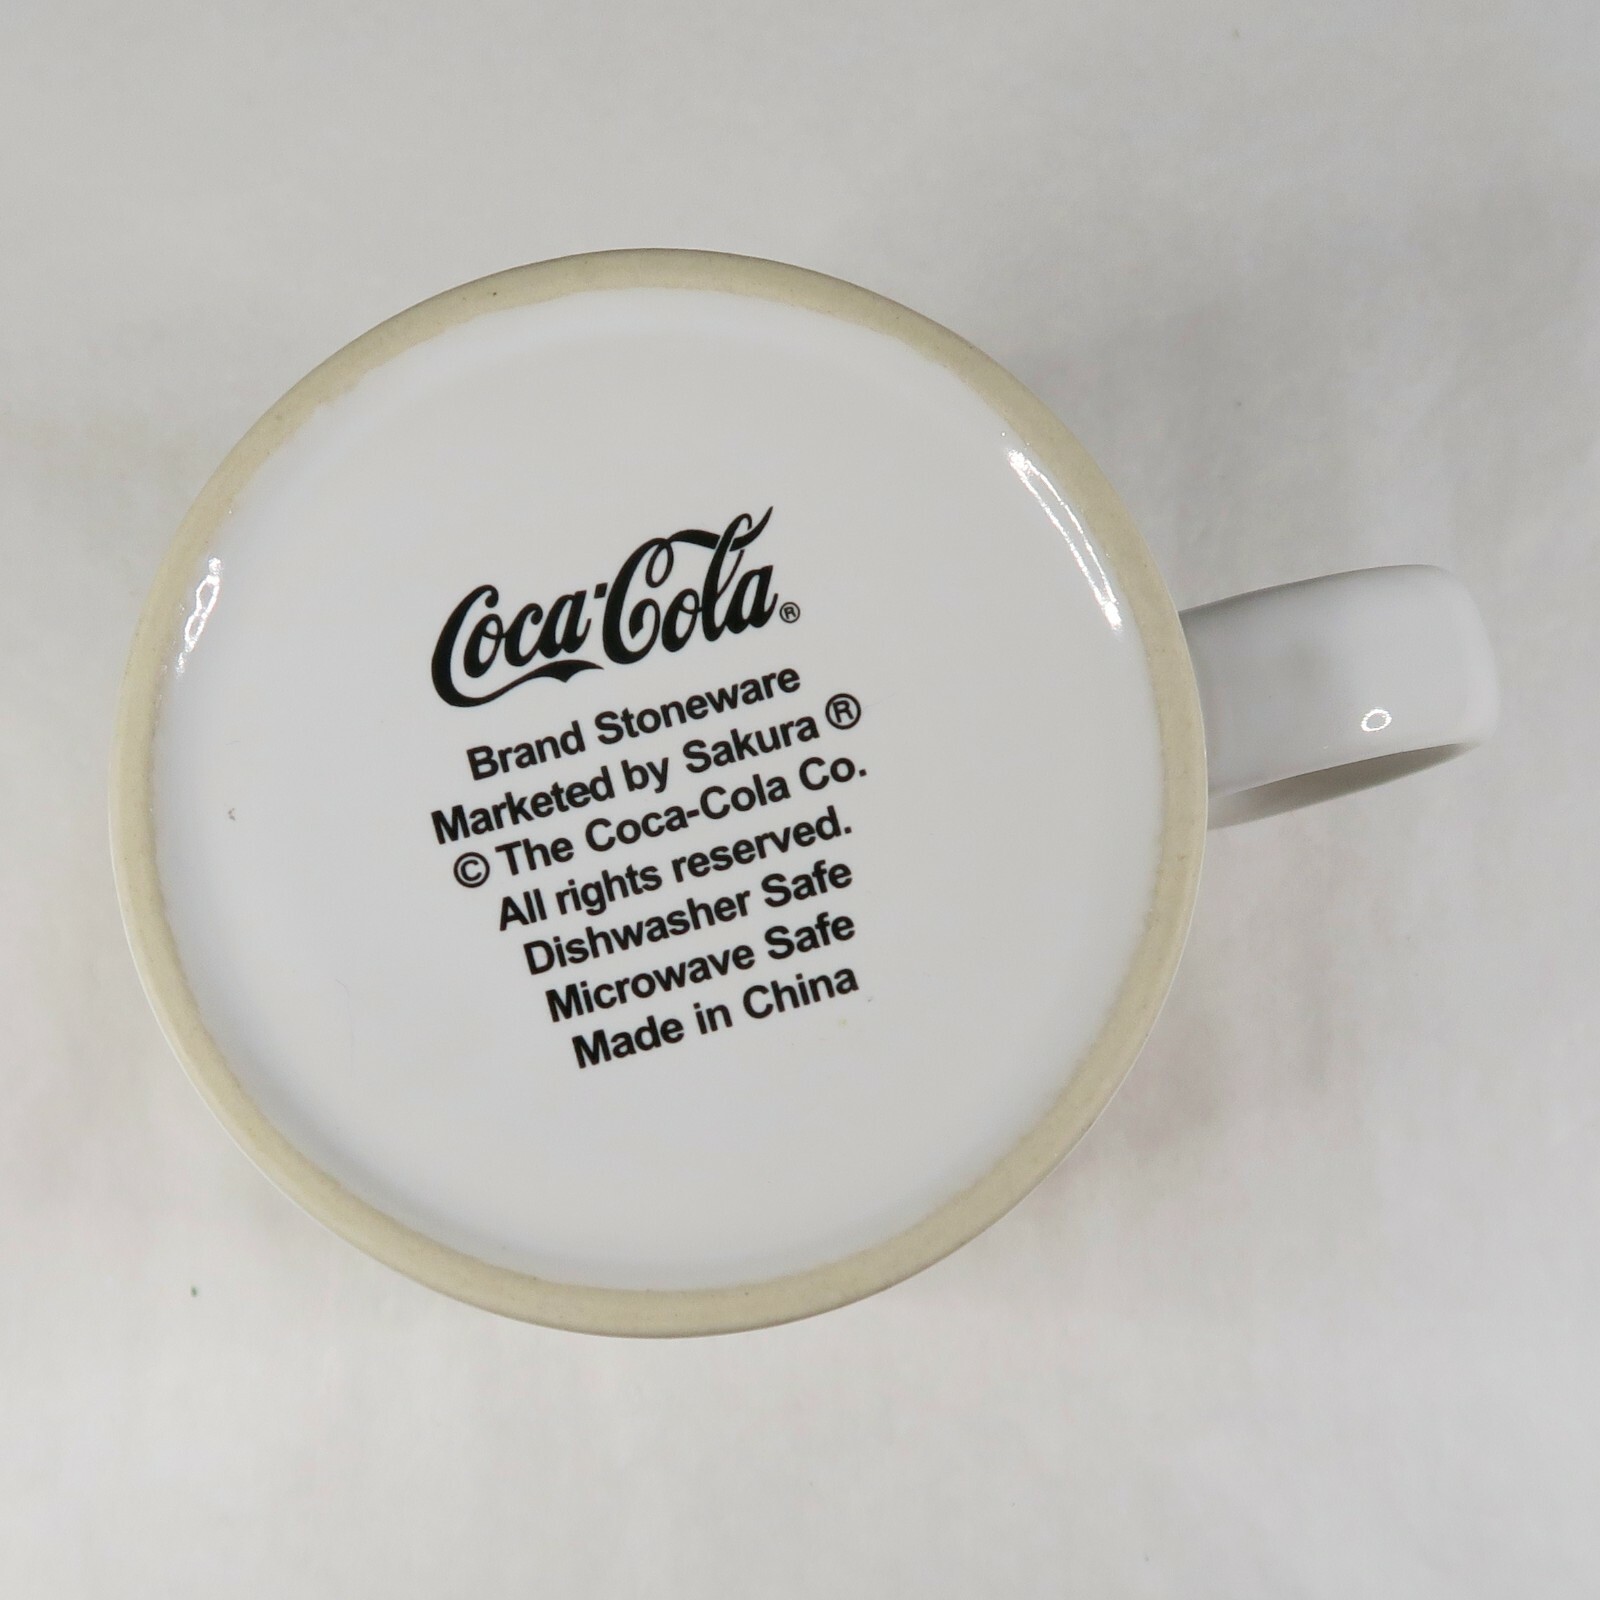 Coca-Cola®
Brand Stoneware
Marketed by Sakura ®
© The Coca-Cola Co.
All rights reserved.
Dishwasher Safe
Microwave Safe
Made in China